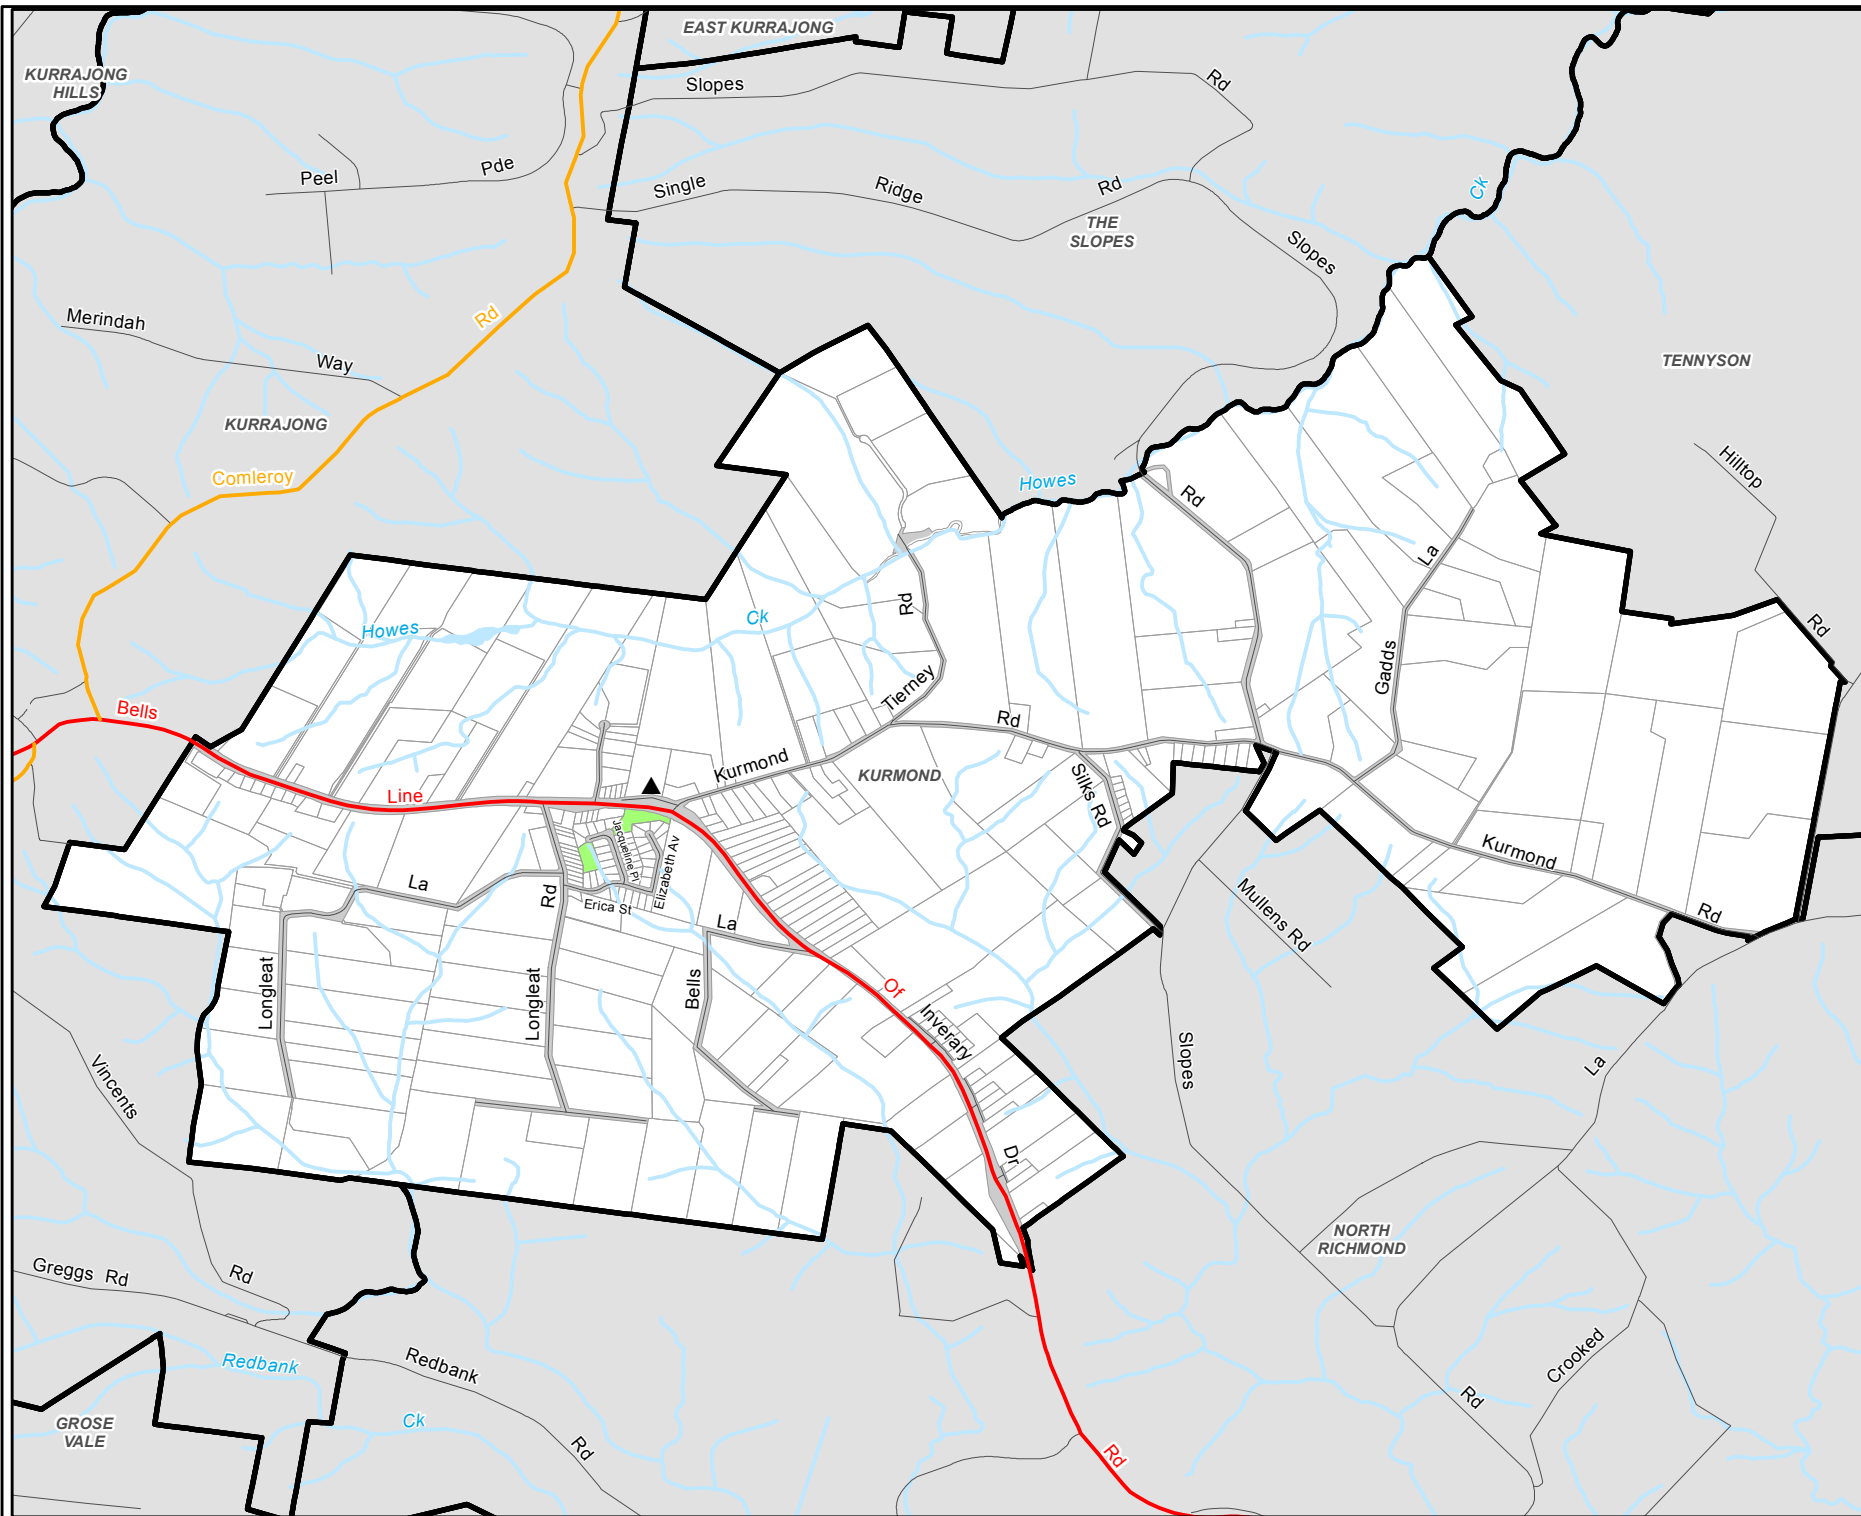 EAST KURRAJONG
KURRAJONG
HILLS
Slopes
Rd
Peel
Pde
Single
Ridge
Rd
Ck
THE
SLOPES
Slopes
Merindah
Way
Rd
TENNYSON
KURRAJONG
Comleroy
Howes
Rd
Hilltop
La
Rd
Howes
Ck
Rd
Gadds
Tierney
Bells
Rd
Kurmond
KURMOND
Line
Silks Rd
Jacqueline Pl
Elizabeth Av
Kurmond
La
Rd
Erica St
La
Mullens Rd
Rd
Longleat
Longleat
Bells
Of
Inverary
Slopes
La
Vincents
Dr
NORTH
RICHMOND
Greggs Rd
Rd
Redbank
Redbank
Crooked
Rd
GROSE
VALE
Ck
Rd
Rd